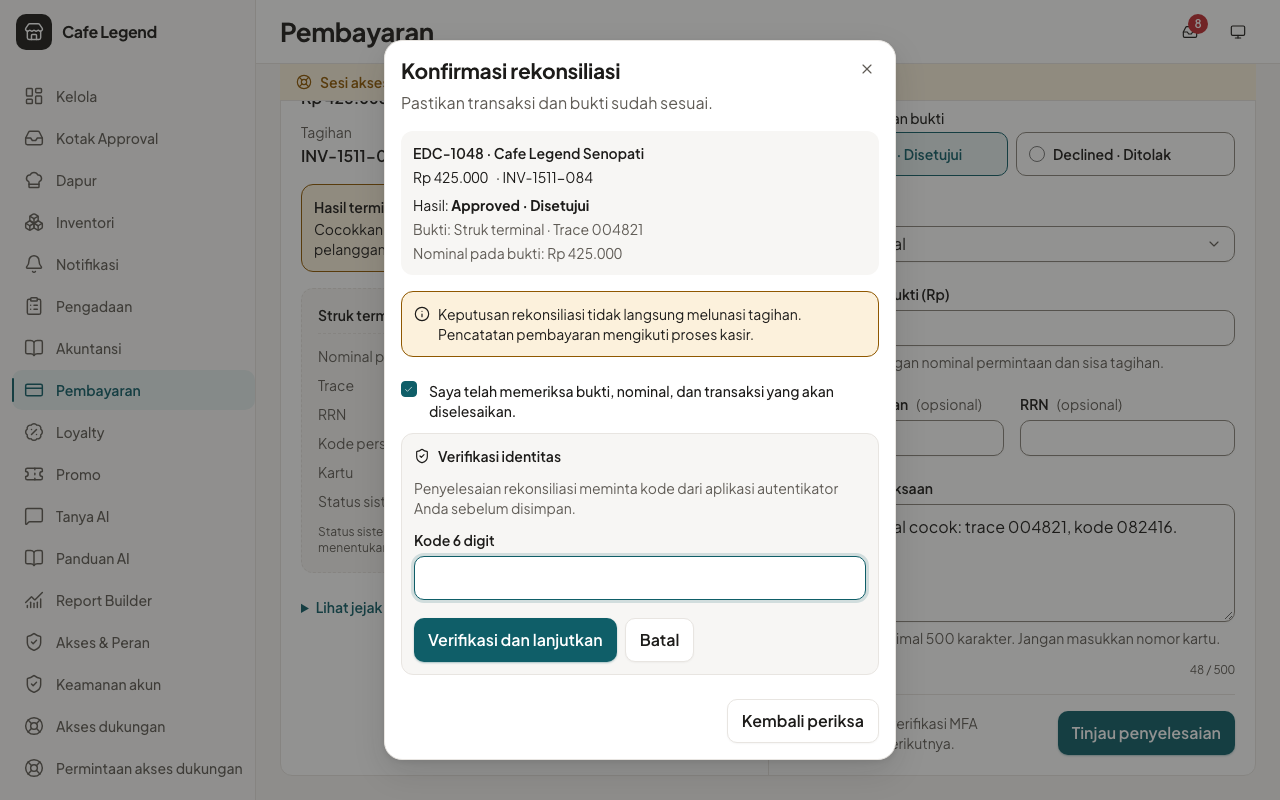 Cafe Legend
Kelola
Kotak Approval
Dapur
Inventori
Notifikasi
Pengadaan
Akuntansi
Pembayaran
Loyalty
Promo
Tanya AI
Panduan AI
Report Builder
Akses & Peran
Keamanan akun
Akses dukungan
Permintaan akses dukungan
Pembayaran
8
Sesi akses
Tagihan
INV-1511-0
Hasil termi
Cocokkan
pelanggan
Struk term
Nominal p
Trace
RRN
Kode pers
Kartu
Status sist
Status siste
menentukan
Lihat jejak
Konfirmasi rekonsiliasi
Pastikan transaksi dan bukti sudah sesuai.
EDC-1048 · Cafe Legend Senopati
Rp 425.000 · INV-1511-084
Hasil: Approved · Disetujui
Bukti: Struk terminal · Trace 004821
Nominal pada bukti: Rp 425.000
Keputusan rekonsiliasi tidak langsung melunasi tagihan.
Pencatatan pembayaran mengikuti proses kasir.
Saya telah memeriksa bukti, nominal, dan transaksi yang akan
diselesaikan.
Verifikasi identitas
Penyelesaian rekonsiliasi meminta kode dari aplikasi autentikator
Anda sebelum disimpan.
Kode 6 digit
Verifikasi dan lanjutkan
Batal
Kembali periksa
an bukti
· Disetujui
Declined · Ditolak
al
ukti (Rp)
gan nominal permintaan dan sisa tagihan.
an (opsional)
RRN (opsional)
ksaan
al cocok: trace 004821, kode 082416.
imal 500 karakter. Jangan masukkan nomor kartu.
48 / 500
erifikasi MFA
erikutnya.
Tinjau penyelesaian